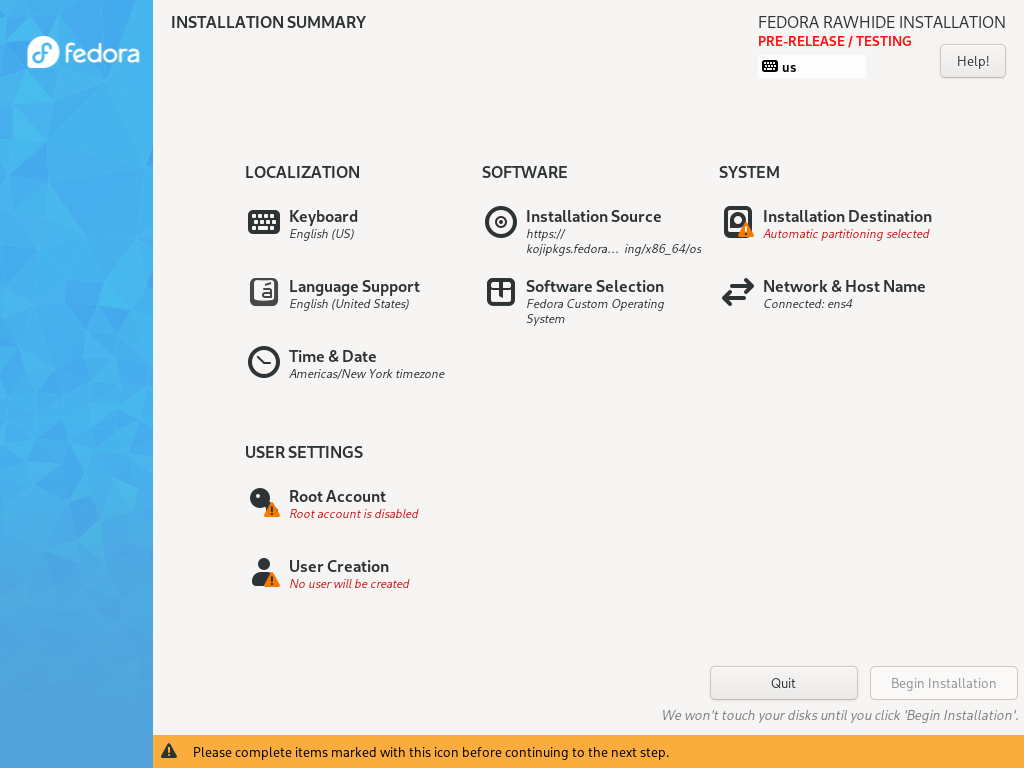 fedora
INSTALLATION SUMMARY
FEDORA RAWHIDE INSTALLATION
PRE-RELEASE / TESTING
us
Help!
LOCALIZATION
Keyboard
English (US)
Language Support
English (United States)
Time & Date
Americas/New York timezone
SOFTWARE
Installation Source
https://
kojipkgs.fedora… ing/x86_64/os
Software Selection
Fedora Custom Operating
System
SYSTEM
Installation Destination
Automatic partitioning selected
Network & Host Name
Connected: ens4
USER SETTINGS
Root Account
Root account is disabled
User Creation
No user will be created
Quit
Begin Installation
We won't touch your disks until you click 'Begin Installation'.
Please complete items marked with this icon before continuing to the next step.